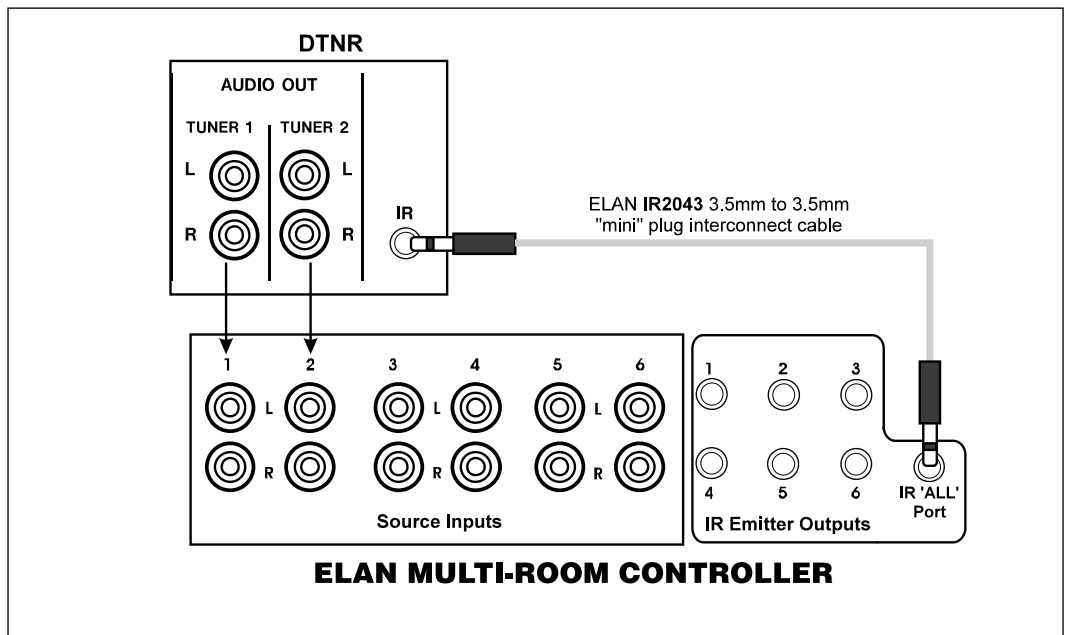 DTNR
AUDIO OUT
TUNER 1 TUNER 2
L L
R R
IR
ELAN IR2043 3.5mm to 3.5mm
"mini" plug interconnect cable
1 2 3 4 5 6
L L L
R R R
Source Inputs
1 2 3
4 5 6
IR Emitter Outputs
IR 'ALL'
Port
ELAN MULTI-ROOM CONTROLLER